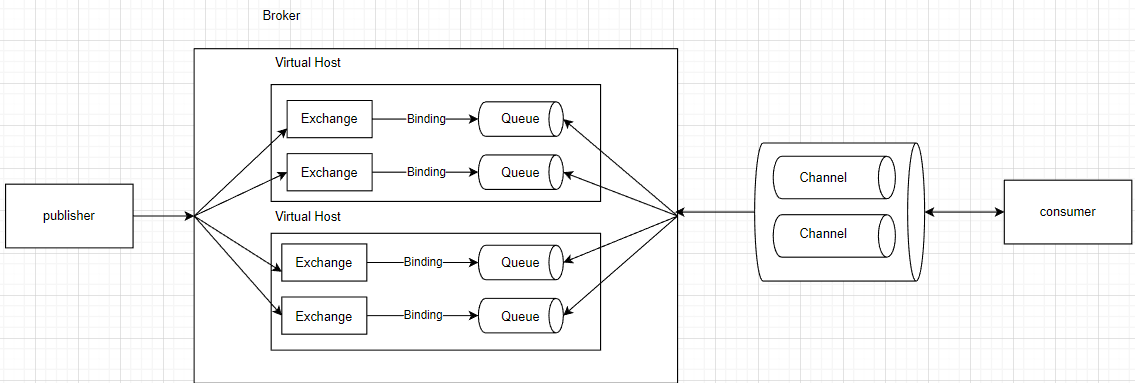 Broker
Virtual Host
Exchange Binding Queue
Exchange Binding Queue
publisher
Virtual Host
Exchange Binding Queue
Exchange Binding Queue
Channel
Channel
consumer